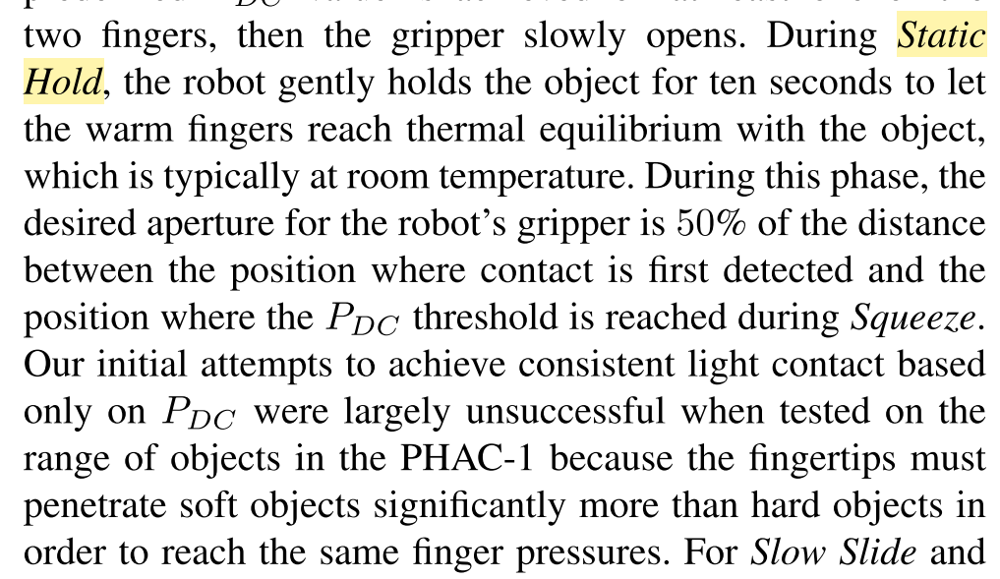 two fingers, then the gripper slowly opens. During Static
Hold, the robot gently holds the object for ten seconds to let
the warm fingers reach thermal equilibrium with the object,
which is typically at room temperature. During this phase, the
desired aperture for the robot's gripper is 50% of the distance
between the position where contact is first detected and the
position where the P_DC threshold is reached during Squeeze.
Our initial attempts to achieve consistent light contact based
only on P_DC were largely unsuccessful when tested on the
range of objects in the PHAC-1 because the fingertips must
penetrate soft objects significantly more than hard objects in
order to reach the same finger pressures. For Slow Slide and